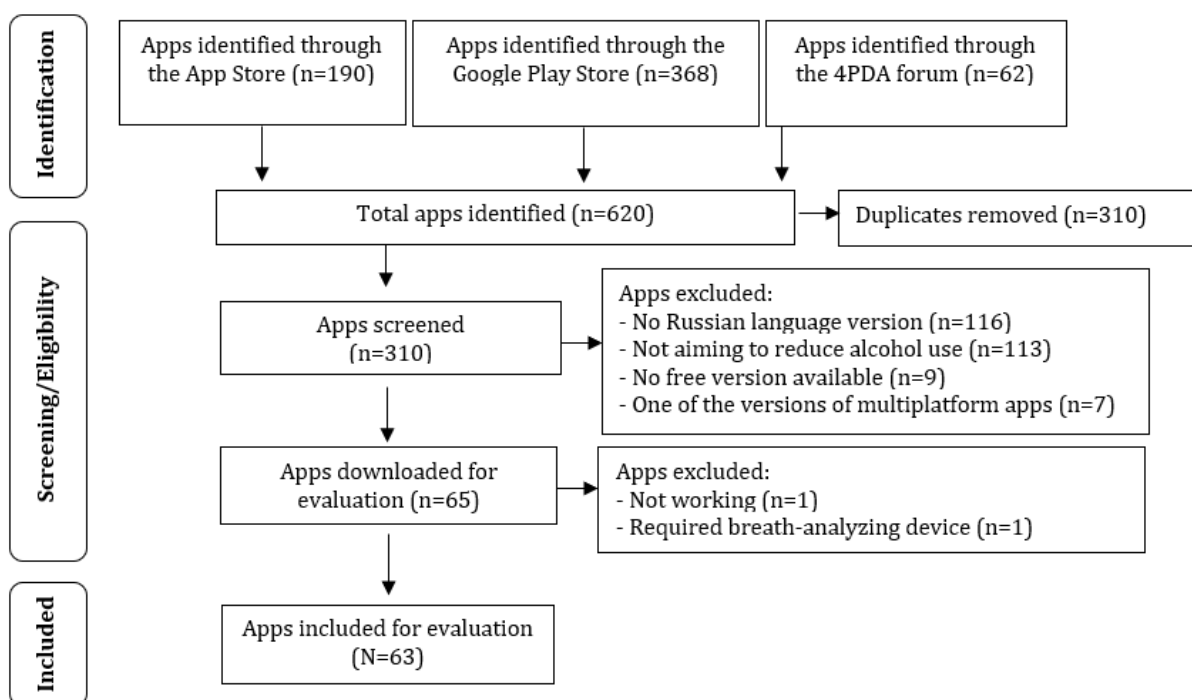 Identification
Apps identified through
the App Store (n=190)
Apps identified through the
Google Play Store (n=368)
Apps identified through
the 4PDA forum (n=62)
Total apps identified (n=620)
Duplicates removed (n=310)
Screening/Eligibility
Apps screened
(n=310)
Apps excluded:
- No Russian language version (n=116)
- Not aiming to reduce alcohol use (n=113)
- No free version available (n=9)
- One of the versions of multiplatform apps (n=7)
Apps downloaded for
evaluation (n=65)
Apps excluded:
- Not working (n=1)
- Required breath-analyzing device (n=1)
Included
Apps included for evaluation
(N=63)